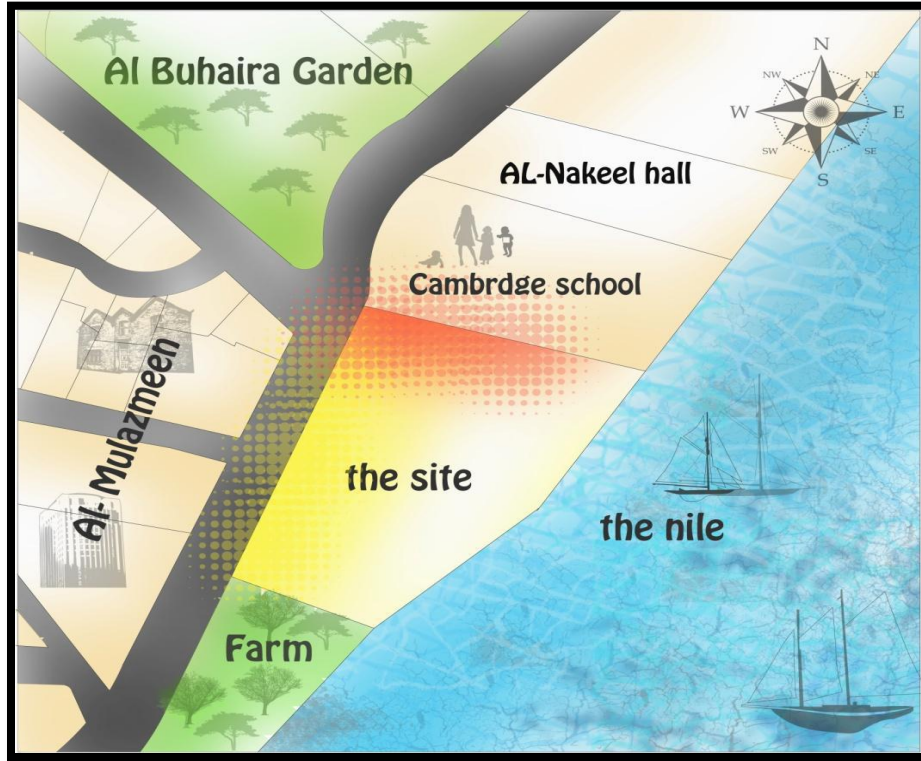 Al Buhaira Garden
N
NW
NE
W
E
SW
SE
S
AL-Nakeel hall
Cambrdge school
Al- Mulazmeen
the site
the nile
Farm